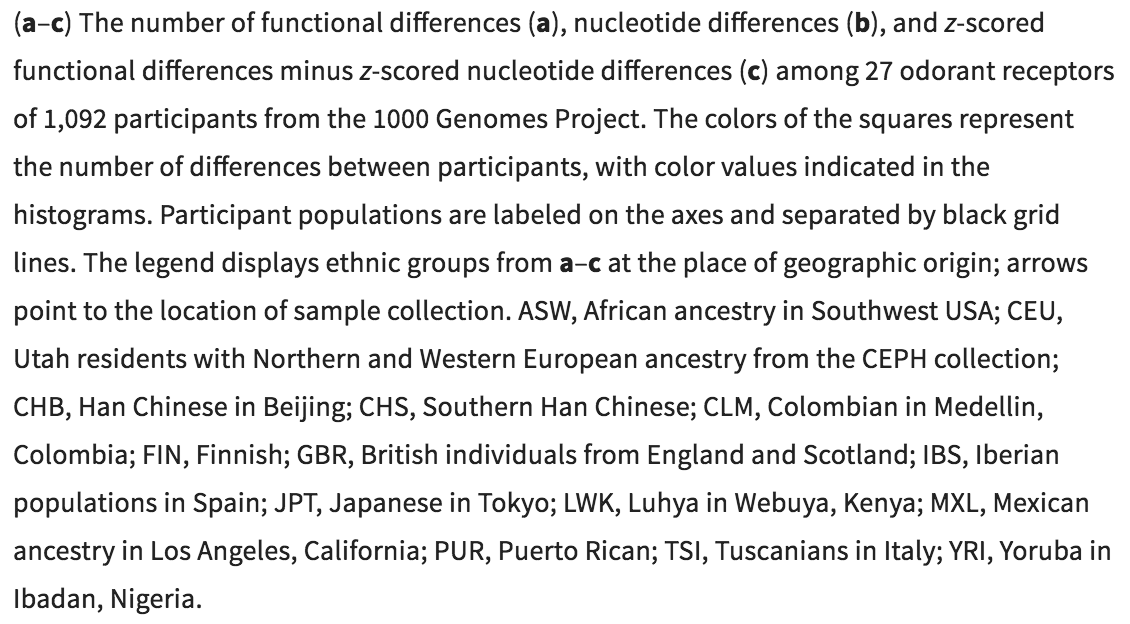 (a–c) The number of functional differences (a), nucleotide differences (b), and z-scored
functional differences minus z-scored nucleotide differences (c) among 27 odorant receptors
of 1,092 participants from the 1000 Genomes Project. The colors of the squares represent
the number of differences between participants, with color values indicated in the
histograms. Participant populations are labeled on the axes and separated by black grid
lines. The legend displays ethnic groups from a–c at the place of geographic origin; arrows
point to the location of sample collection. ASW, African ancestry in Southwest USA; CEU,
Utah residents with Northern and Western European ancestry from the CEPH collection;
CHB, Han Chinese in Beijing; CHS, Southern Han Chinese; CLM, Colombian in Medellin,
Colombia; FIN, Finnish; GBR, British individuals from England and Scotland; IBS, Iberian
populations in Spain; JPT, Japanese in Tokyo; LWK, Luhya in Webuya, Kenya; MXL, Mexican
ancestry in Los Angeles, California; PUR, Puerto Rican; TSI, Tuscanians in Italy; YRI, Yoruba in
Ibadan, Nigeria.